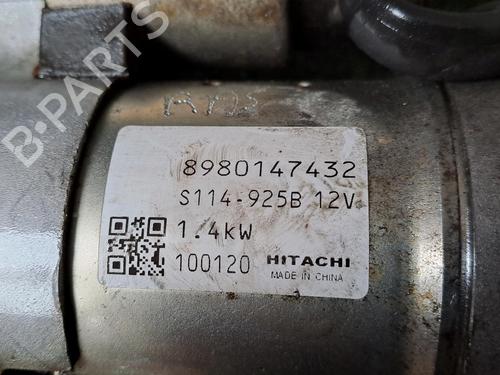 B-PARTS
8980147432
S114-925B 12V
1.4kW
100120 HITACHI
MADE IN CHINA